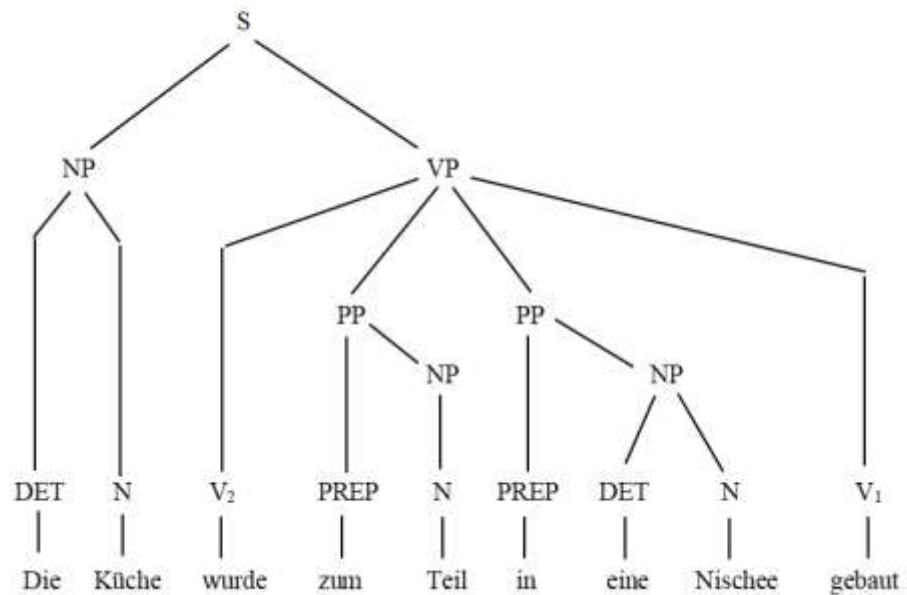 S
NP VP
PP PP
NP NP
DET N V₂ PREP N PREP DET N V₁
Die Küche wurde zum Teil in eine Nischee gebaut